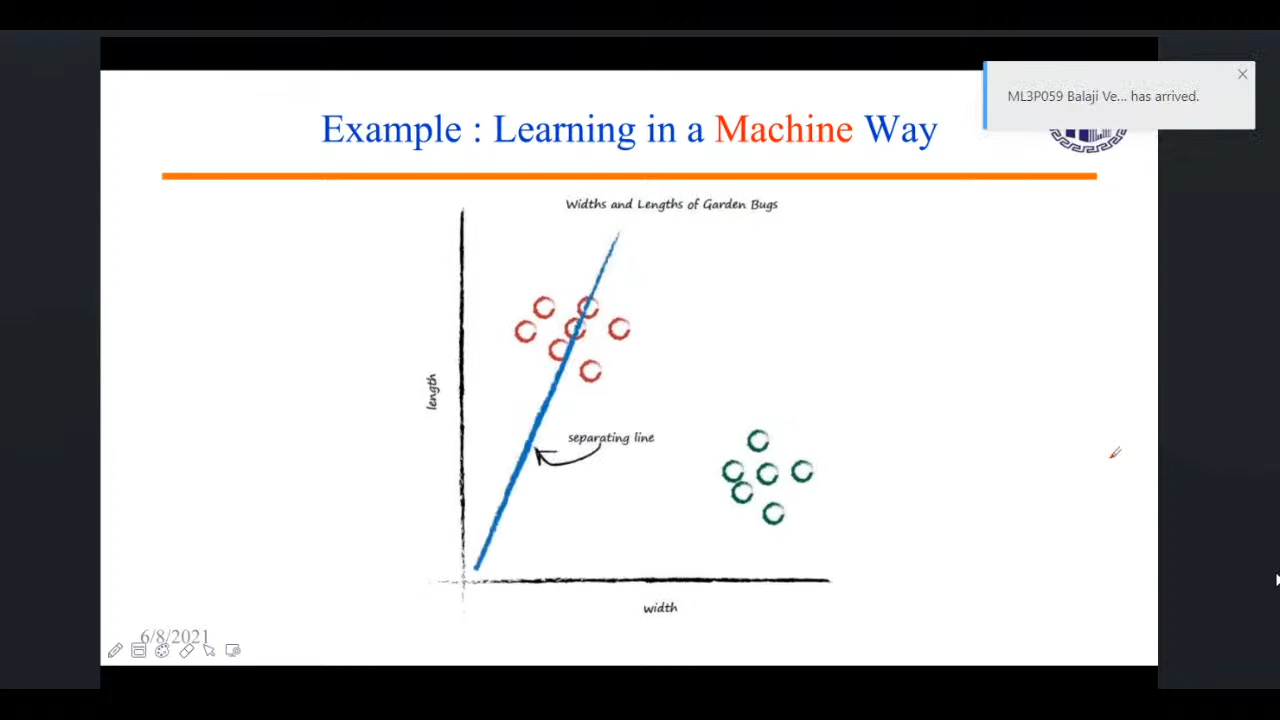 ML3P059 Balaji Ve... has arrived.
Example : Learning in a Machine Way
Widths and Lengths of Garden Bugs
length
separating line
width
6/8/2021